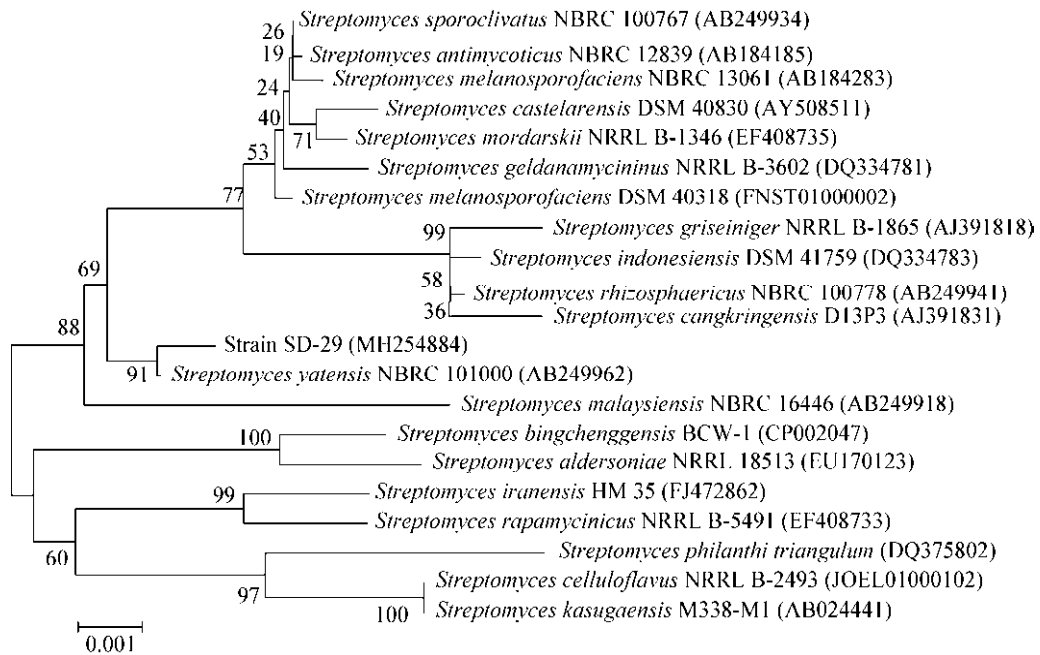 Streptomyces sporoclivatus NBRC 100767 (AB249934)
26
19
Streptomyces antimycoticus NBRC 12839 (AB184185)
Streptomyces melanosporofaciens NBRC 13061 (AB184283)
24
Streptomyces castelarensis DSM 40830 (AY508511)
40
71
Streptomyces mordarskii NRRL B-1346 (EF408735)
53
Streptomyces geldanamycininus NRRL B-3602 (DQ334781)
77
Streptomyces melanosporofaciens DSM 40318 (FNST01000002)
99
Streptomyces griseiniger NRRL B-1865 (AJ391818)
Streptomyces indonesiensis DSM 41759 (DQ334783)
69
58
Streptomyces rhizosphaericus NBRC 100778 (AB249941)
36
Streptomyces cangkringensis D13P3 (AJ391831)
88
Strain SD-29 (MH254884)
91
Streptomyces yatensis NBRC 101000 (AB249962)
Streptomyces malaysiensis NBRC 16446 (AB249918)
100
Streptomyces bingchenggensis BCW-1 (CP002047)
Streptomyces aldersoniae NRRL 18513 (EU170123)
99
Streptomyces iranensis HM 35 (FJ472862)
Streptomyces rapamycinicus NRRL B-5491 (EF408733)
60
Streptomyces philanthi triangulum (DQ375802)
97
Streptomyces celluloflavus NRRL B-2493 (JOEL01000102)
100
Streptomyces kasugaensis M338-M1 (AB024441)
0.001